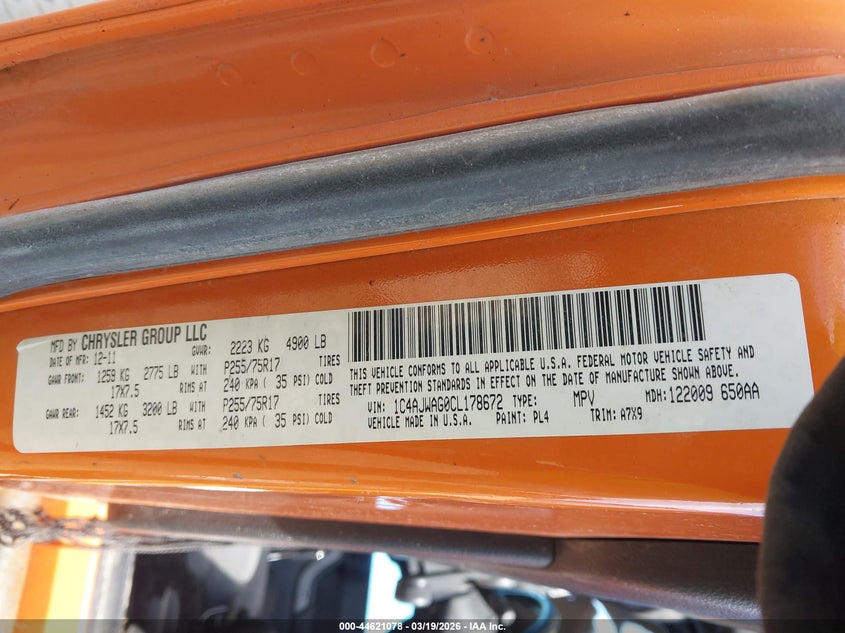 MFD BY CHRYSLER GROUP LLC
DATE OF MFR: 12-11 GVWR: 2223 KG 4900 LB
GAWR FRONT: 1259 KG 2775 LB WITH P255/75R17 TIRES
17X7.5 RIMS AT 240 KPA ( 35 PSI) COLD
GAWR REAR: 1452 KG 3200 LB WITH P255/75R17 TIRES
17X7.5 RIMS AT 240 KPA ( 35 PSI) COLD
THIS VEHICLE CONFORMS TO ALL APPLICABLE U.S.A. FEDERAL MOTOR VEHICLE SAFETY AND
THEFT PREVENTION STANDARDS IN EFFECT ON THE DATE OF MANUFACTURE SHOWN ABOVE.
VIN: 1C4AJWAG0CL178672 TYPE: MPV MDH: 122009 650AA
VEHICLE MADE IN U.S.A. PAINT: PL4 TRIM: A7X9
000-44621078 - 03/19/2026 - IAA Inc.